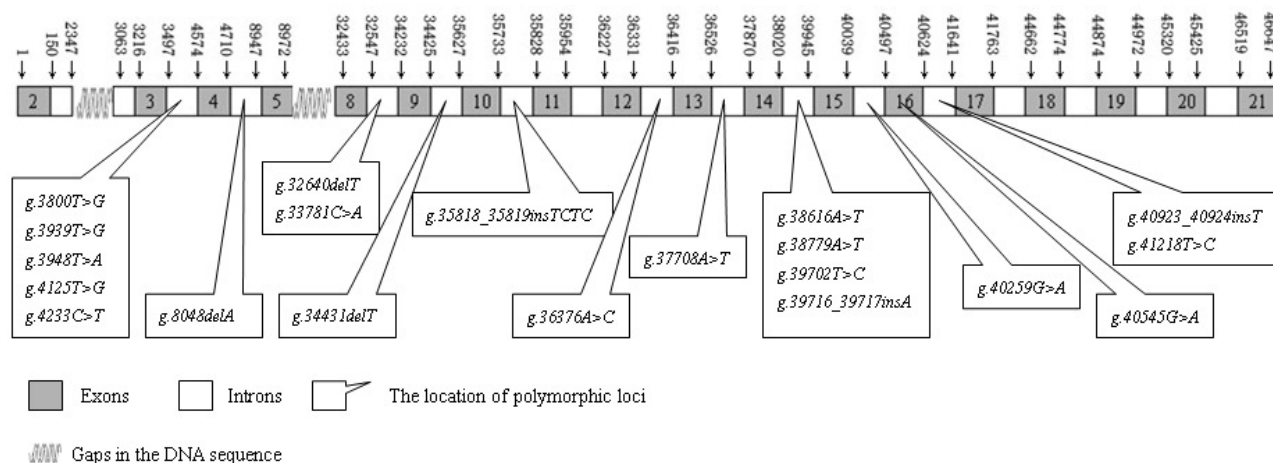 1 150 2347 3063 3216 3497 4574 4710 8947 8972 32433 32547 34232 34425 35627 35733 35828 35954 36227 36331 36416 36526 37870 38020 39945 40039 40497 40624 41641 41763 44662 44774 44874 44972 45320 45425 46519 46647
2 3 4 5 8 9 10 11 12 13 14 15 16 17 18 19 20 21
g.3800T>G
g.3939T>G
g.3948T>A
g.4125T>G
g.4233C>T
g.8048delA
g.32640delT
g.33781C>A
g.34431delT
g.35818_35819insTCTC
g.36376A>C
g.37708A>T
g.38616A>T
g.38779A>T
g.39702T>C
g.39716_39717insA
g.40259G>A
g.40545G>A
g.40923_40924insT
g.41218T>C
Exons Introns The location of polymorphic loci
Gaps in the DNA sequence